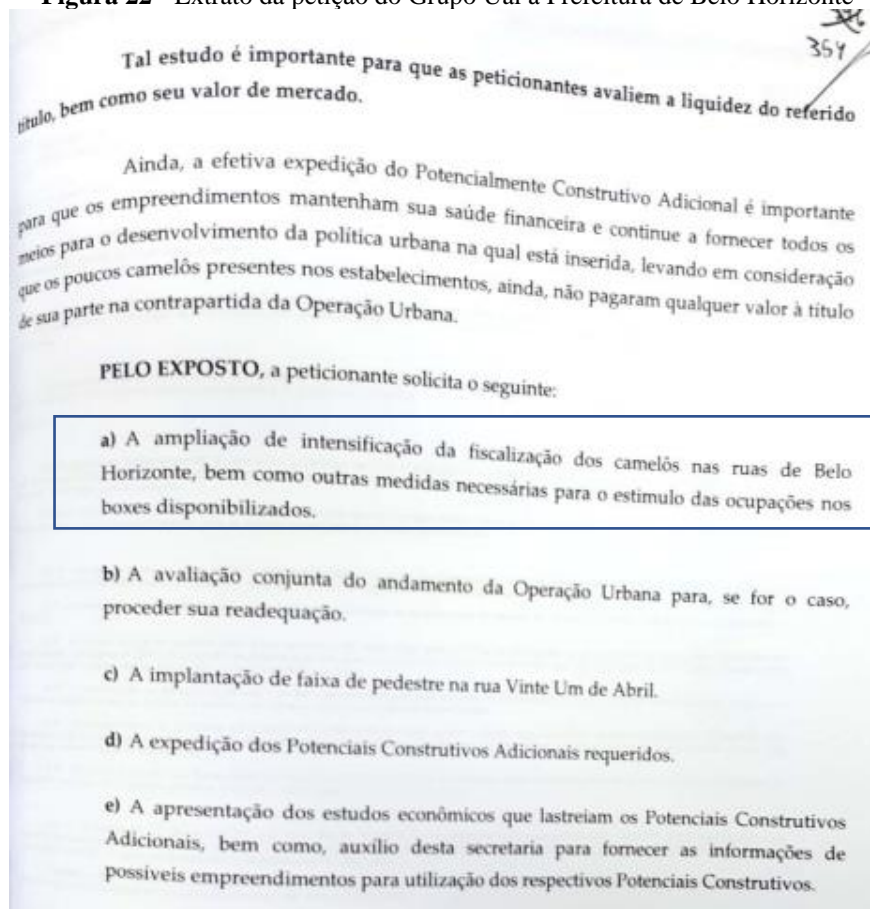 Figura 22 - Extrato da petição do Grupo Uai à Prefeitura de Belo Horizonte
354
Tal estudo é importante para que as peticionantes avaliem a liquidez do referido
título, bem como seu valor de mercado.
Ainda, a efetiva expedição do Potencialmente Construtivo Adicional é importante
para que os empreendimentos mantenham sua saúde financeira e continue a fornecer todos os
meios para o desenvolvimento da política urbana na qual está inserida, levando em consideração
que os poucos camelôs presentes nos estabelecimentos, ainda, não pagaram qualquer valor à título
de sua parte na contrapartida da Operação Urbana.
PELO EXPOSTO, a peticionante solicita o seguinte:
a) A ampliação de intensificação da fiscalização dos camelôs nas ruas de Belo
Horizonte, bem como outras medidas necessárias para o estimulo das ocupações nos
boxes disponibilizados.
b) A avaliação conjunta do andamento da Operação Urbana para, se for o caso,
proceder sua readequação.
c) A implantação de faixa de pedestre na rua Vinte Um de Abril.
d) A expedição dos Potenciais Construtivos Adicionais requeridos.
e) A apresentação dos estudos econômicos que lastreiam os Potenciais Construtivos
Adicionais, bem como, auxílio desta secretaria para fornecer as informações de
possíveis empreendimentos para utilização dos respectivos Potenciais Construtivos.